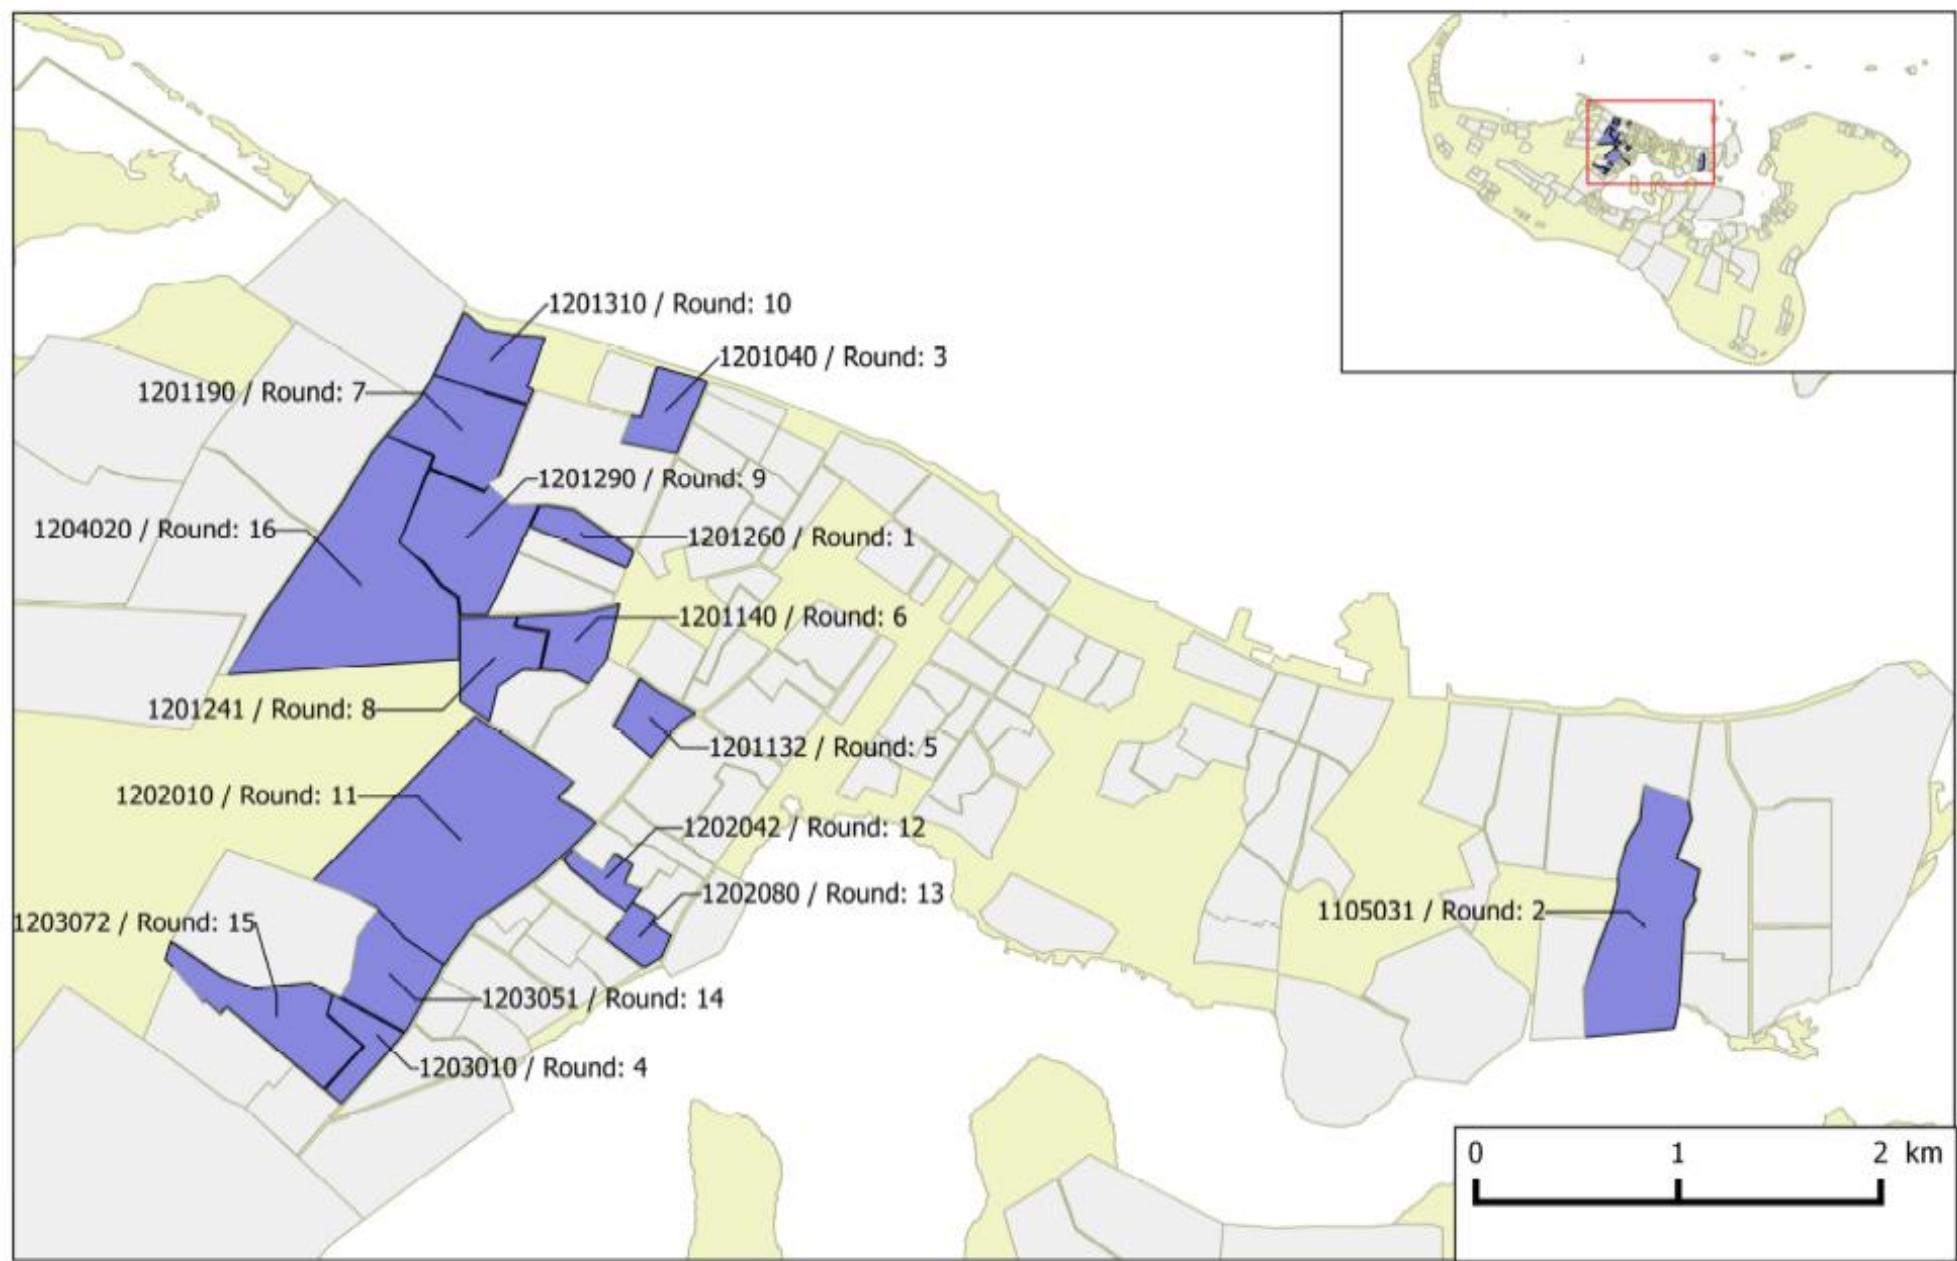 1201310 / Round: 10
1201040 / Round: 3
1201190 / Round: 7
1201290 / Round: 9
1204020 / Round: 16
1201260 / Round: 1
1201140 / Round: 6
1201241 / Round: 8
1201132 / Round: 5
1202010 / Round: 11
1202042 / Round: 12
1202080 / Round: 13
1105031 / Round: 2
1203072 / Round: 15
1203051 / Round: 14
1203010 / Round: 4
0 1 2 km